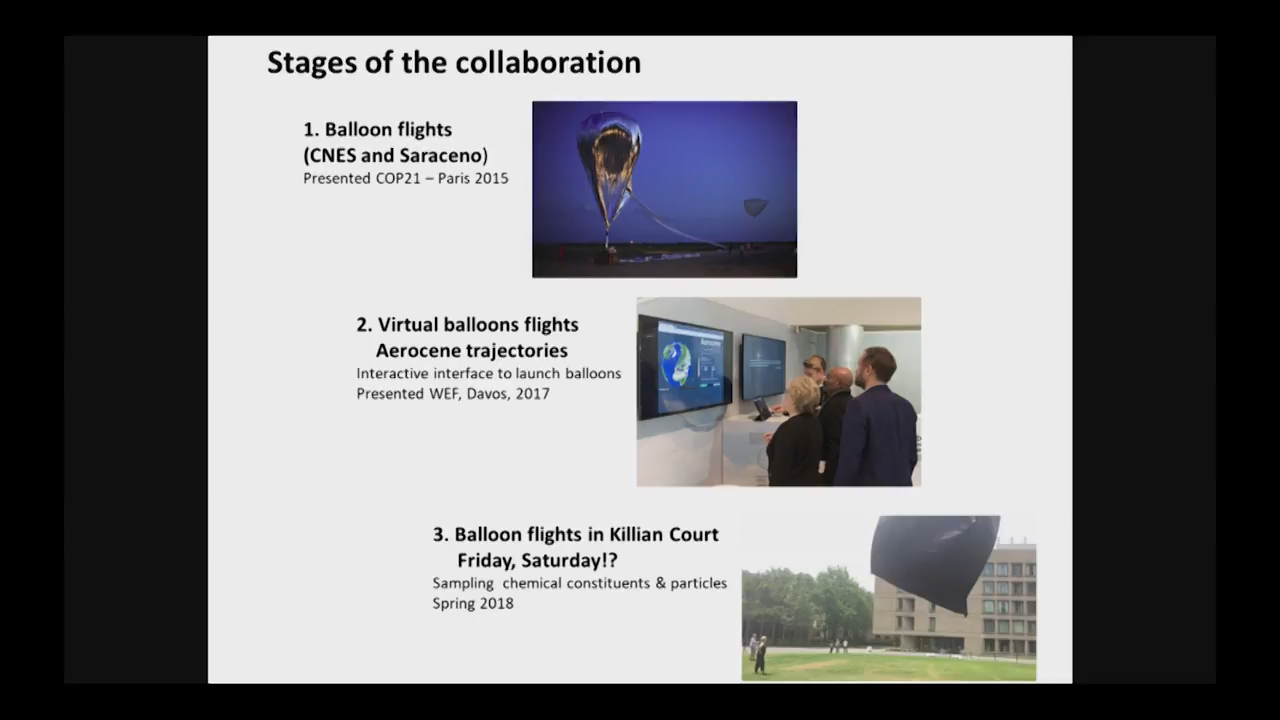 Stages of the collaboration
1. Balloon flights
(CNES and Saraceno)
Presented COP21 – Paris 2015
2. Virtual balloons flights
Aerocene trajectories
Interactive interface to launch balloons
Presented WEF, Davos, 2017
3. Balloon flights in Killian Court
Friday, Saturday!?
Sampling chemical constituents & particles
Spring 2018